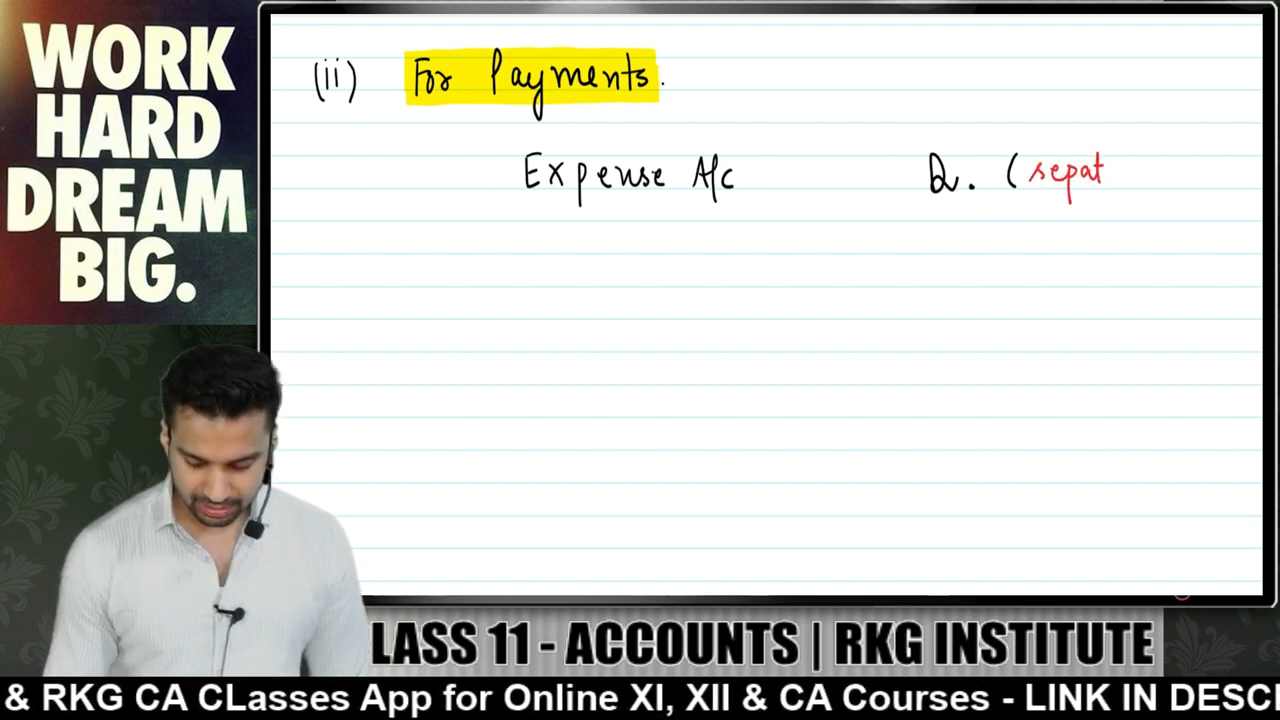 WORK
HARD
DREAM
BIG.
(ii) For Payments.
Expense A/c Dr. (sepat
LASS 11 - ACCOUNTS | RKG INSTITUTE
& RKG CA CLasses App for Online XI, XII & CA Courses - LINK IN DESC